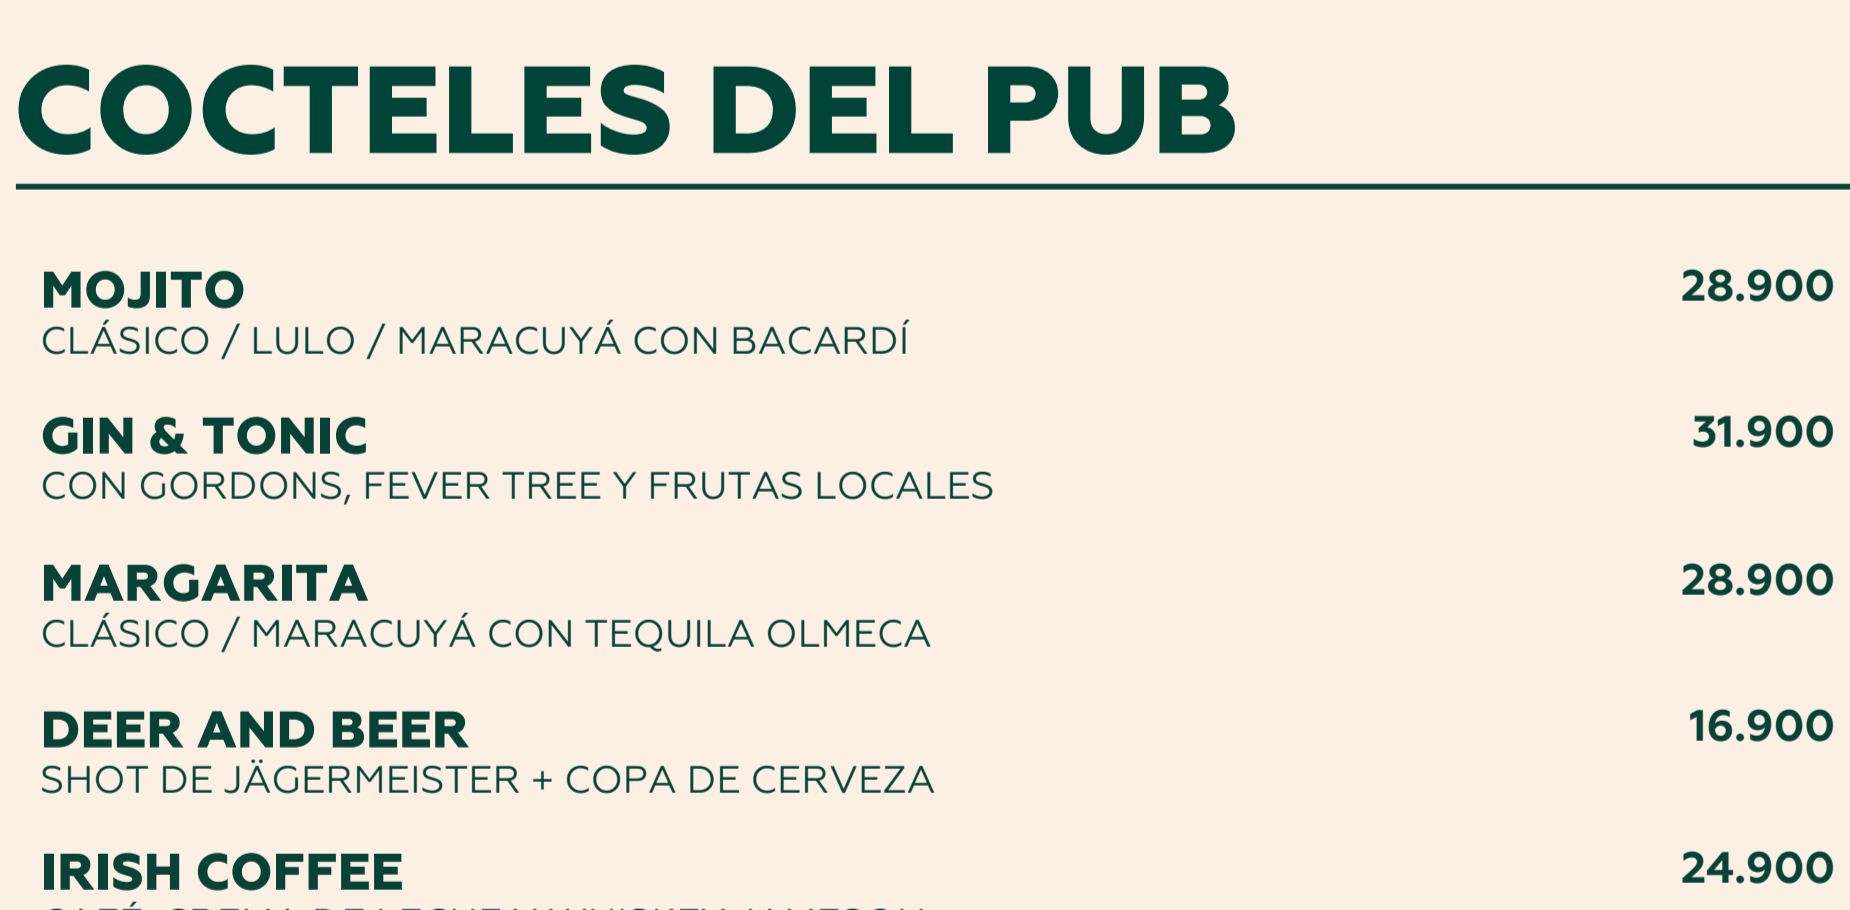 COCTELES DEL PUB
MOJITO 28.900
CLÁSICO / LULO / MARACUYÁ CON BACARDÍ
GIN & TONIC 31.900
CON GORDONS, FEVER TREE Y FRUTAS LOCALES
MARGARITA 28.900
CLÁSICO / MARACUYÁ CON TEQUILA OLMECA
DEER AND BEER 16.900
SHOT DE JÄGERMEISTER + COPA DE CERVEZA
IRISH COFFEE 24.900